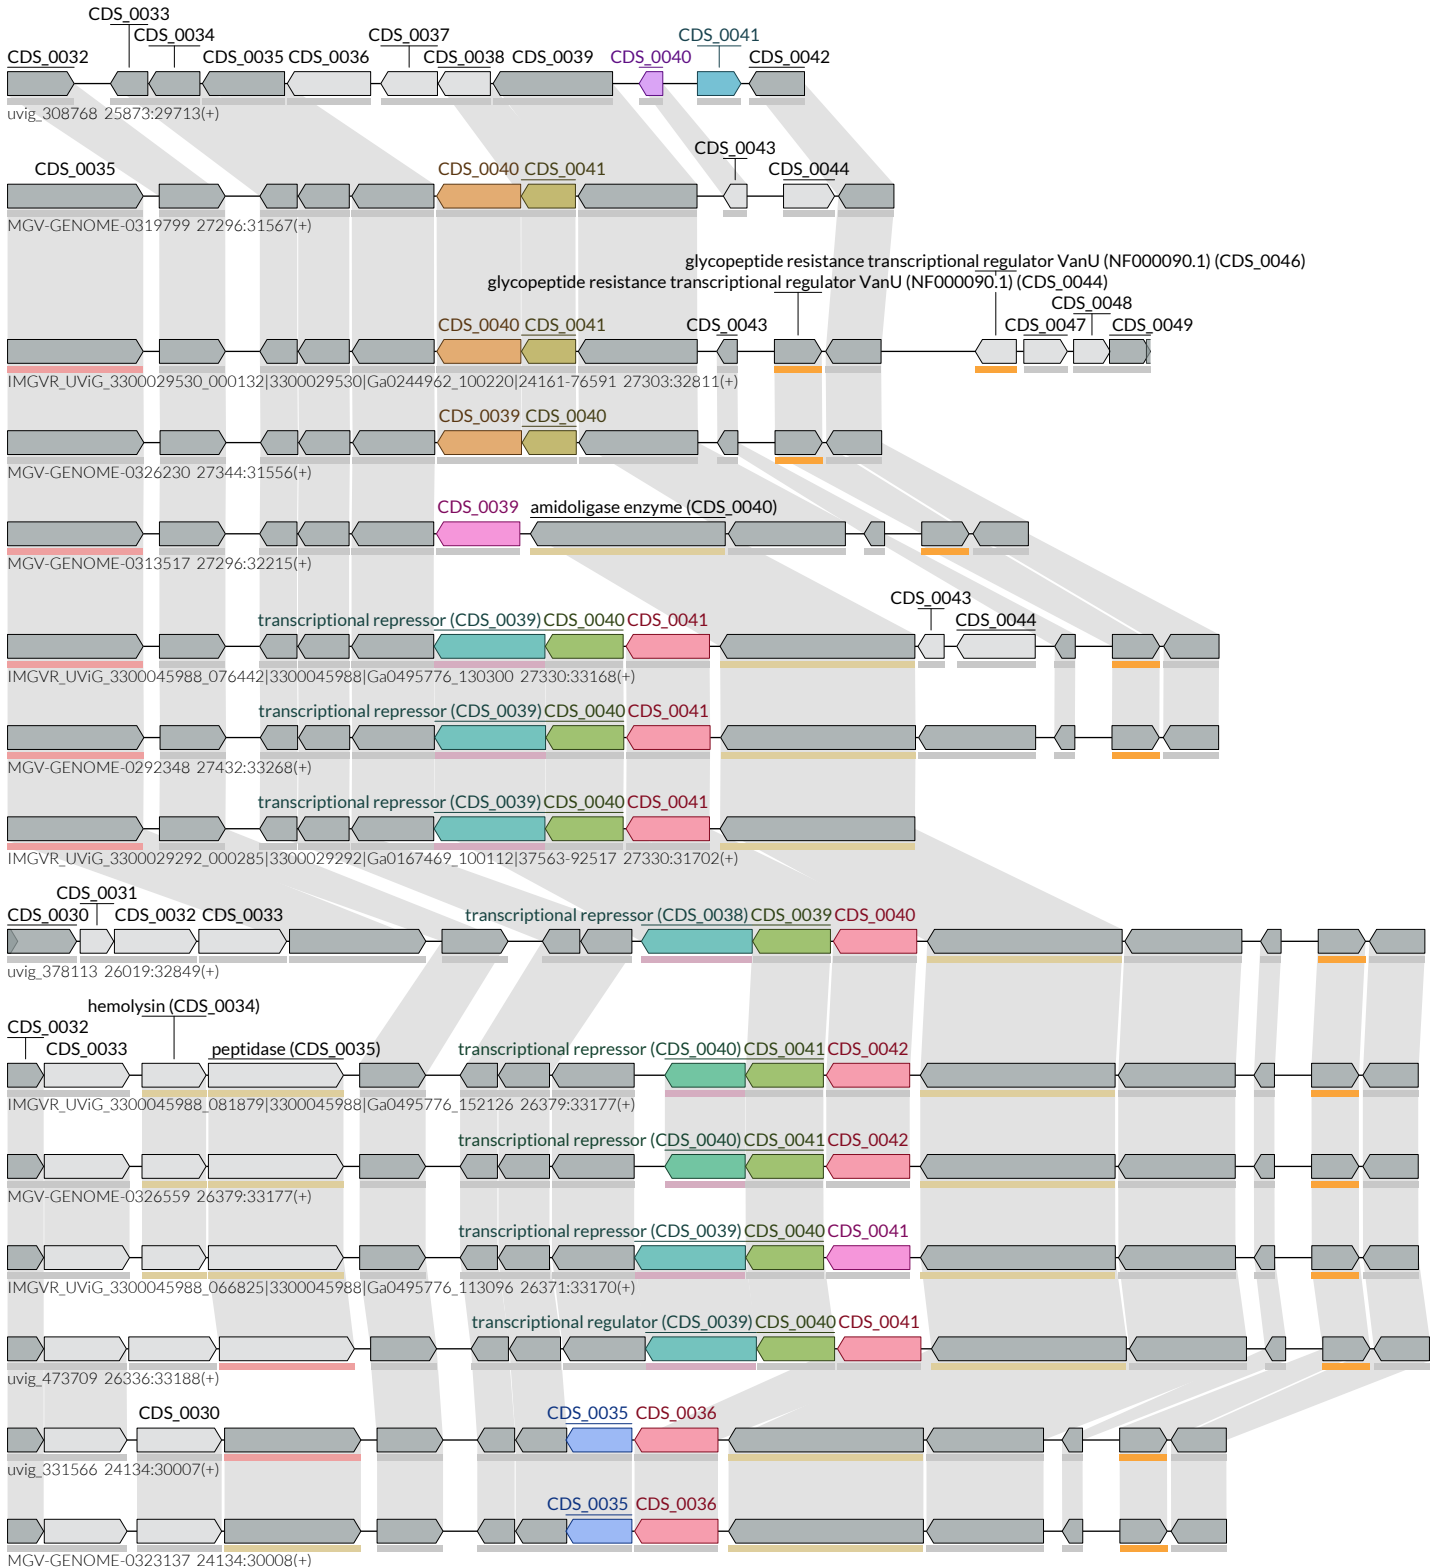 CDS_0033
CDS_0034 CDS_0037 CDS_0041
CDS_0032 CDS_0035 CDS_0036 CDS_0038 CDS_0039 CDS_0040 CDS_0042
uvig_308768 25873:29713(+)
CDS_0043
CDS_0035 CDS_0040 CDS_0041 CDS_0044
MGV-GENOME-0319799 27296:31567(+)
glycopeptide resistance transcriptional regulator VanU (NF000090.1) (CDS_0046)
glycopeptide resistance transcriptional regulator VanU (NF000090.1) (CDS_0044)
CDS_0048
CDS_0040 CDS_0041 CDS_0043 CDS_0047 CDS_0049
IMGVR_UViG_3300029530_000132|3300029530|Ga0244962_100220|24161-76591 27303:32811(+)
CDS_0039 CDS_0040
MGV-GENOME-0326230 27344:31556(+)
CDS_0039 amidoligase enzyme (CDS_0040)
MGV-GENOME-0313517 27296:32215(+)
CDS_0043
transcriptional repressor (CDS_0039) CDS_0040 CDS_0041 CDS_0044
IMGVR_UViG_3300045988_076442|3300045988|Ga0495776_130300 27330:33168(+)
transcriptional repressor (CDS_0039) CDS_0040 CDS_0041
MGV-GENOME-0292348 27432:33268(+)
transcriptional repressor (CDS_0039) CDS_0040 CDS_0041
IMGVR_UViG_3300029292_000285|3300029292|Ga0167469_100112|37563-92517 27330:31702(+)
CDS_0031
CDS_0030 CDS_0032 CDS_0033 transcriptional repressor (CDS_0038) CDS_0039 CDS_0040
uvig_378113 26019:32849(+)
hemolysin (CDS_0034)
CDS_0032
CDS_0033 peptidase (CDS_0035) transcriptional repressor (CDS_0040) CDS_0041 CDS_0042
IMGVR_UViG_3300045988_081879|3300045988|Ga0495776_152126 26379:33177(+)
transcriptional repressor (CDS_0040) CDS_0041 CDS_0042
MGV-GENOME-0326559 26379:33177(+)
transcriptional repressor (CDS_0039) CDS_0040 CDS_0041
IMGVR_UViG_3300045988_066825|3300045988|Ga0495776_113096 26371:33170(+)
transcriptional regulator (CDS_0039) CDS_0040 CDS_0041
uvig_473709 26336:33188(+)
CDS_0030 CDS_0035 CDS_0036
uvig_331566 24134:30007(+)
CDS_0035 CDS_0036
MGV-GENOME-0323137 24134:30008(+)